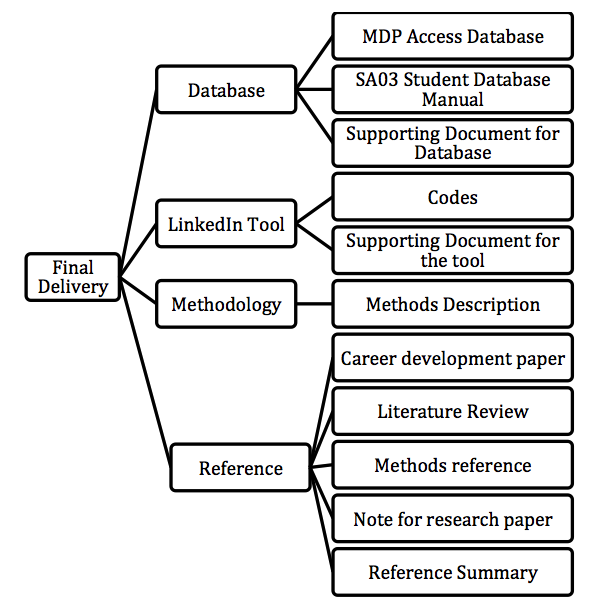 Final
Delivery
Database
MDP Access Database
SA03 Student Database
Manual
Supporting Document for
Database
LinkedIn Tool
Codes
Supporting Document for
the tool
Methodology
Methods Description
Reference
Career development paper
Literature Review
Methods reference
Note for research paper
Reference Summary